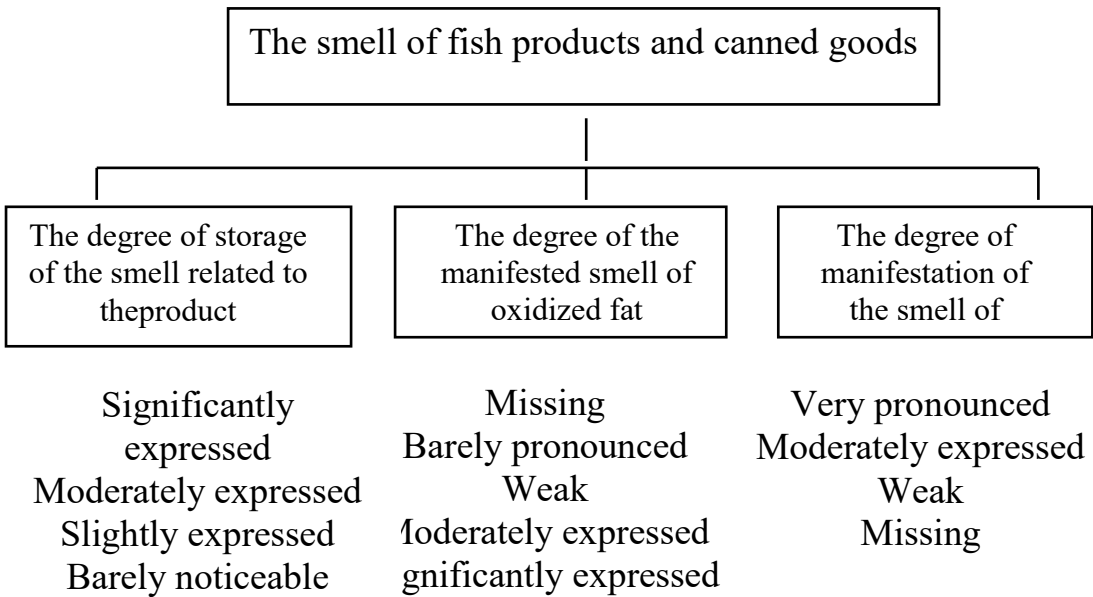 The smell of fish products and canned goods
The degree of storage
of the smell related to
theproduct
The degree of the
manifested smell of
oxidized fat
The degree of
manifestation of
the smell of
Significantly
expressed
Moderately expressed
Slightly expressed
Barely noticeable
Missing
Barely pronounced
Weak
loderately expressed
gnificantly expressed
Very pronounced
Moderately expressed
Weak
Missing